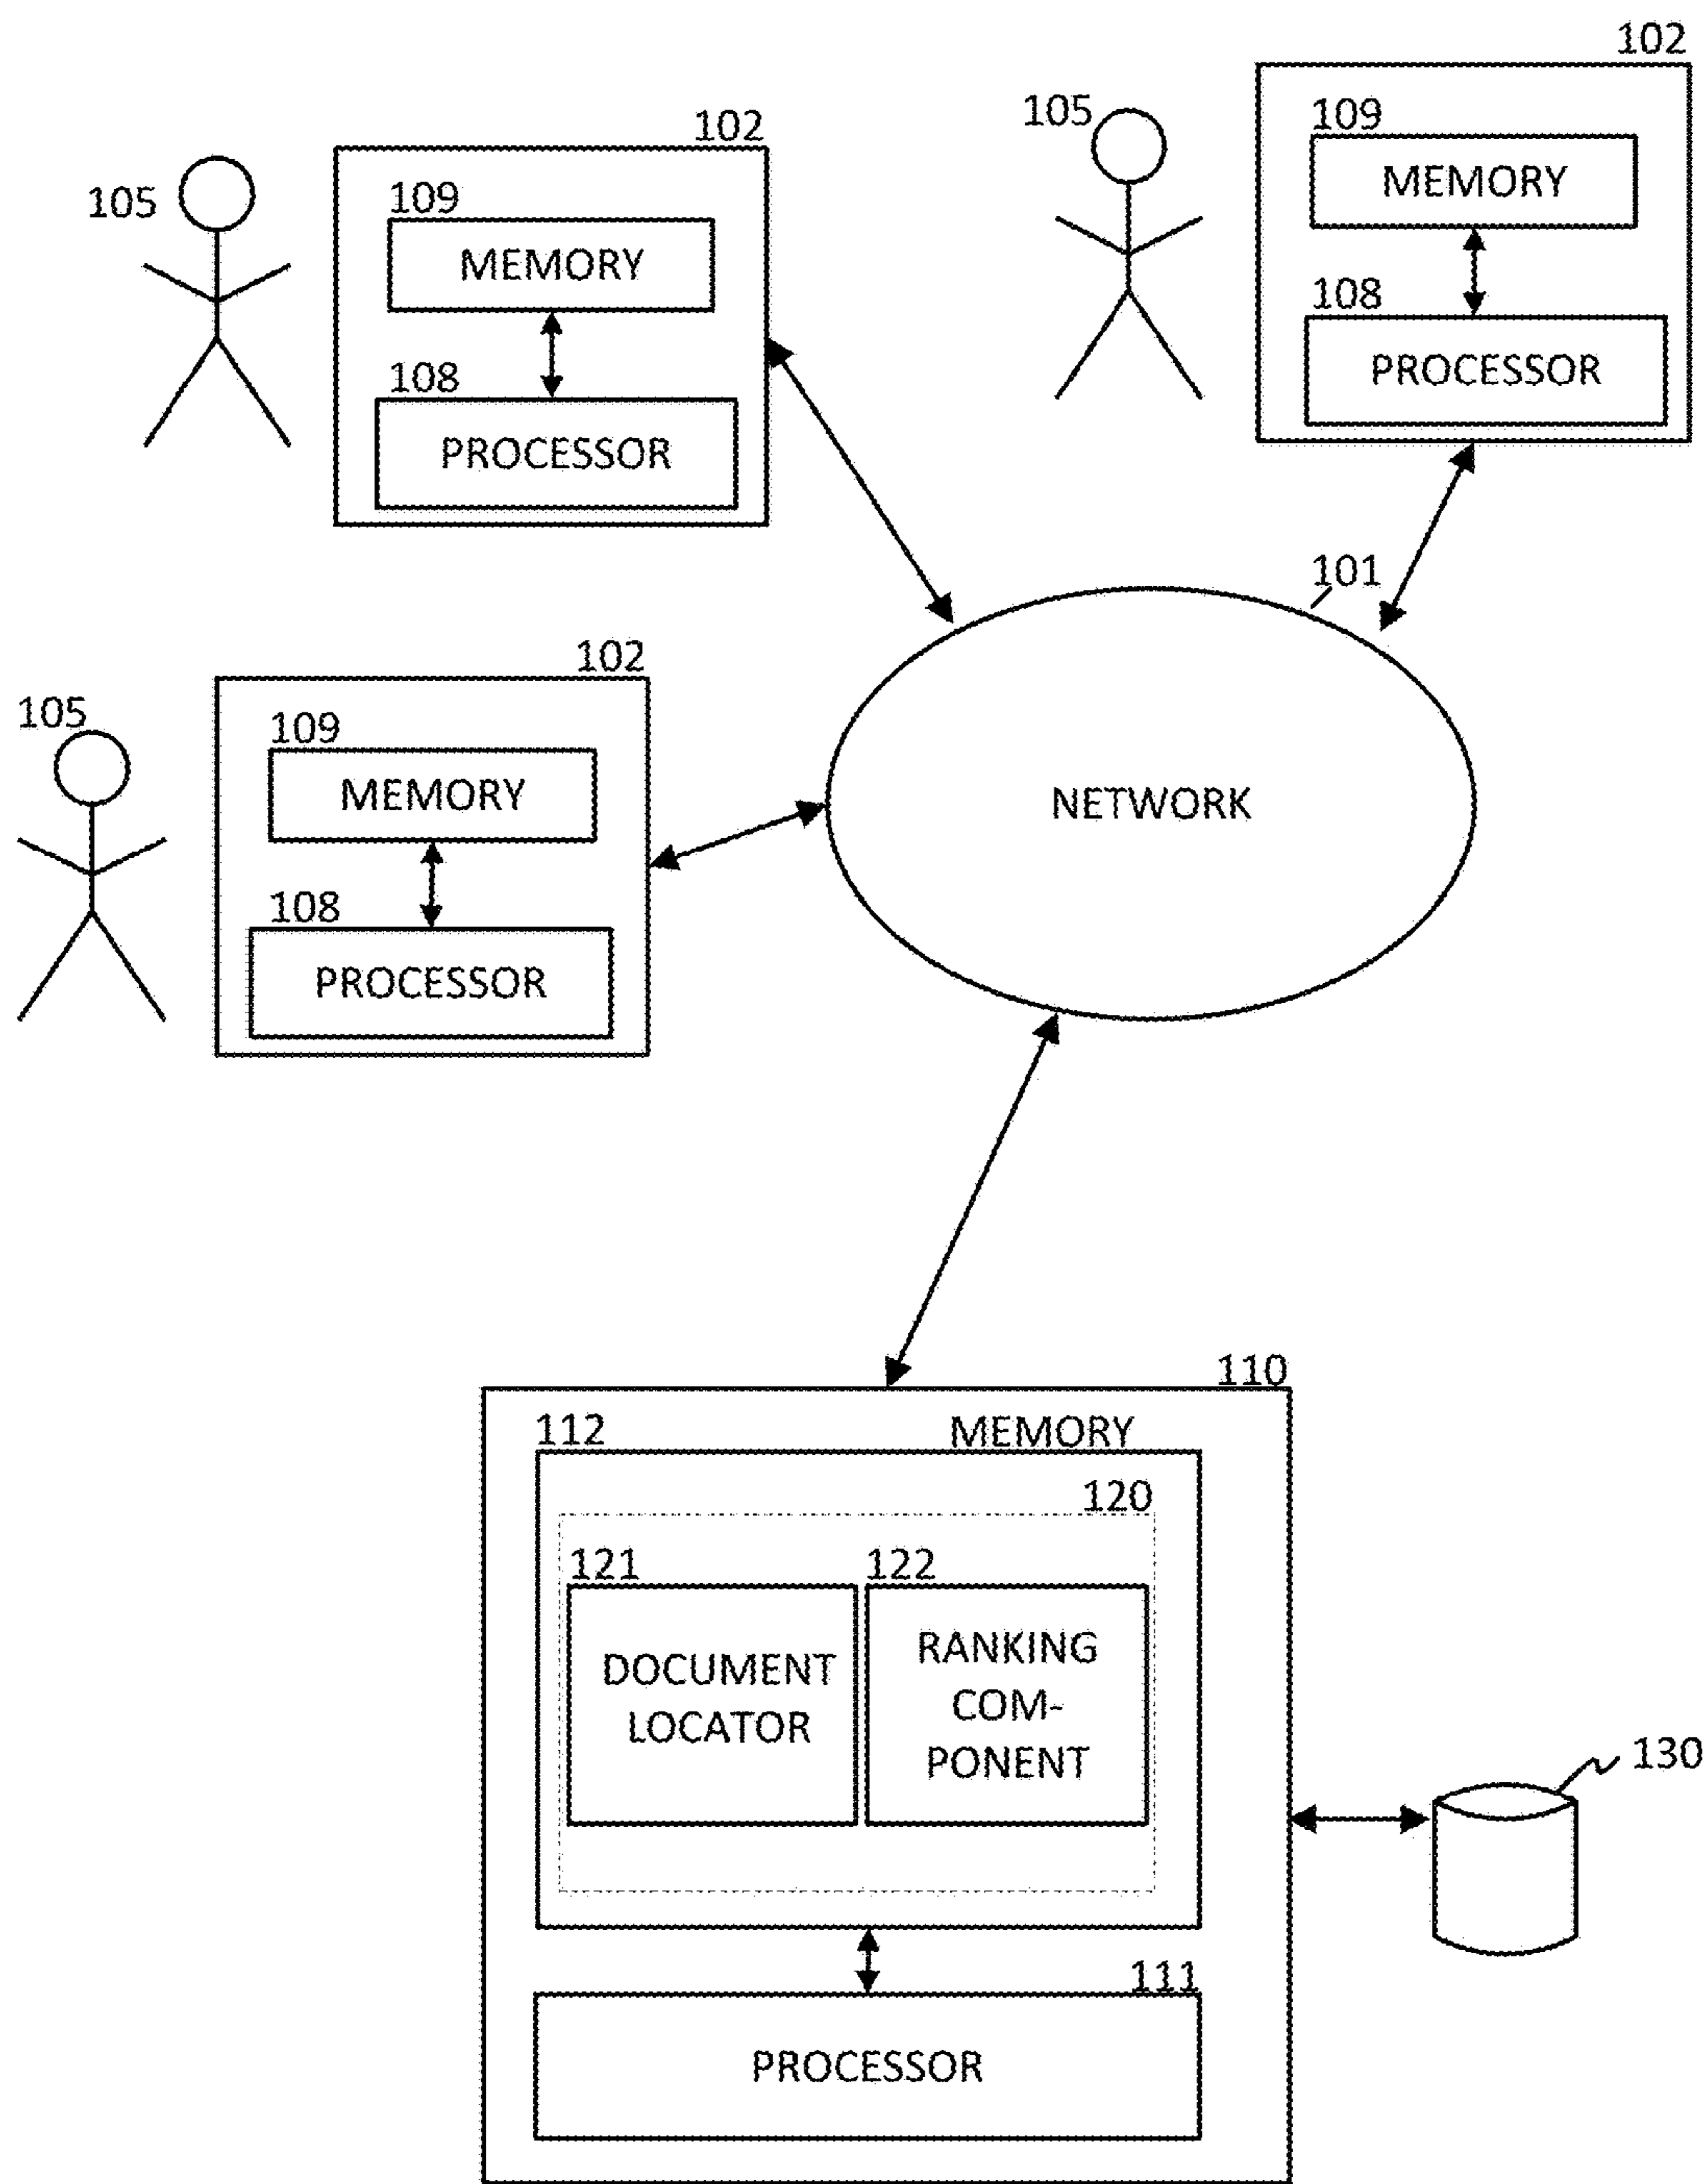 102
105
109
MEMORY
108
PROCESSOR
102
105
109
MEMORY
108
PROCESSOR
101
NETWORK
102
105
109
MEMORY
108
PROCESSOR
110
112
MEMORY
120
121
122
DOCUMENT
LOCATOR
RANKING
COM-
PONENT
130
111
PROCESSOR